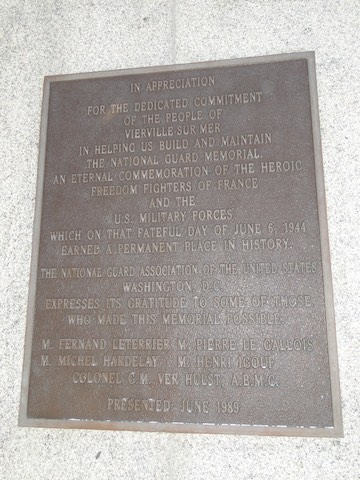 IN APPRECIATION
FOR THE DEDICATED COMMITMENT
OF THE PEOPLE OF
VIERVILLE SUR MER
IN HELPING US BUILD AND MAINTAIN
THE NATIONAL GUARD MEMORIAL.
AN ETERNAL COMMEMORATION OF THE HEROIC
FREEDOM FIGHTERS OF FRANCE
AND THE
U.S. MILITARY FORCES
WHICH ON THAT FATEFUL DAY OF JUNE 6, 1944
EARNED A PERMANENT PLACE IN HISTORY.
THE NATIONAL GUARD ASSOCIATION OF THE UNITED STATES
WASHINGTON, D.C.
EXPRESSES ITS GRATITUDE TO SOME OF THOSE
WHO MADE THIS MEMORIAL POSSIBLE.
M. FERNAND LETERRIER M. PIERRE LE
M. MICHEL HARDELAY M. HENRI
COLONEL G.M. VER HULST, A.B.M.C.
PRESENTED JUNE 1989